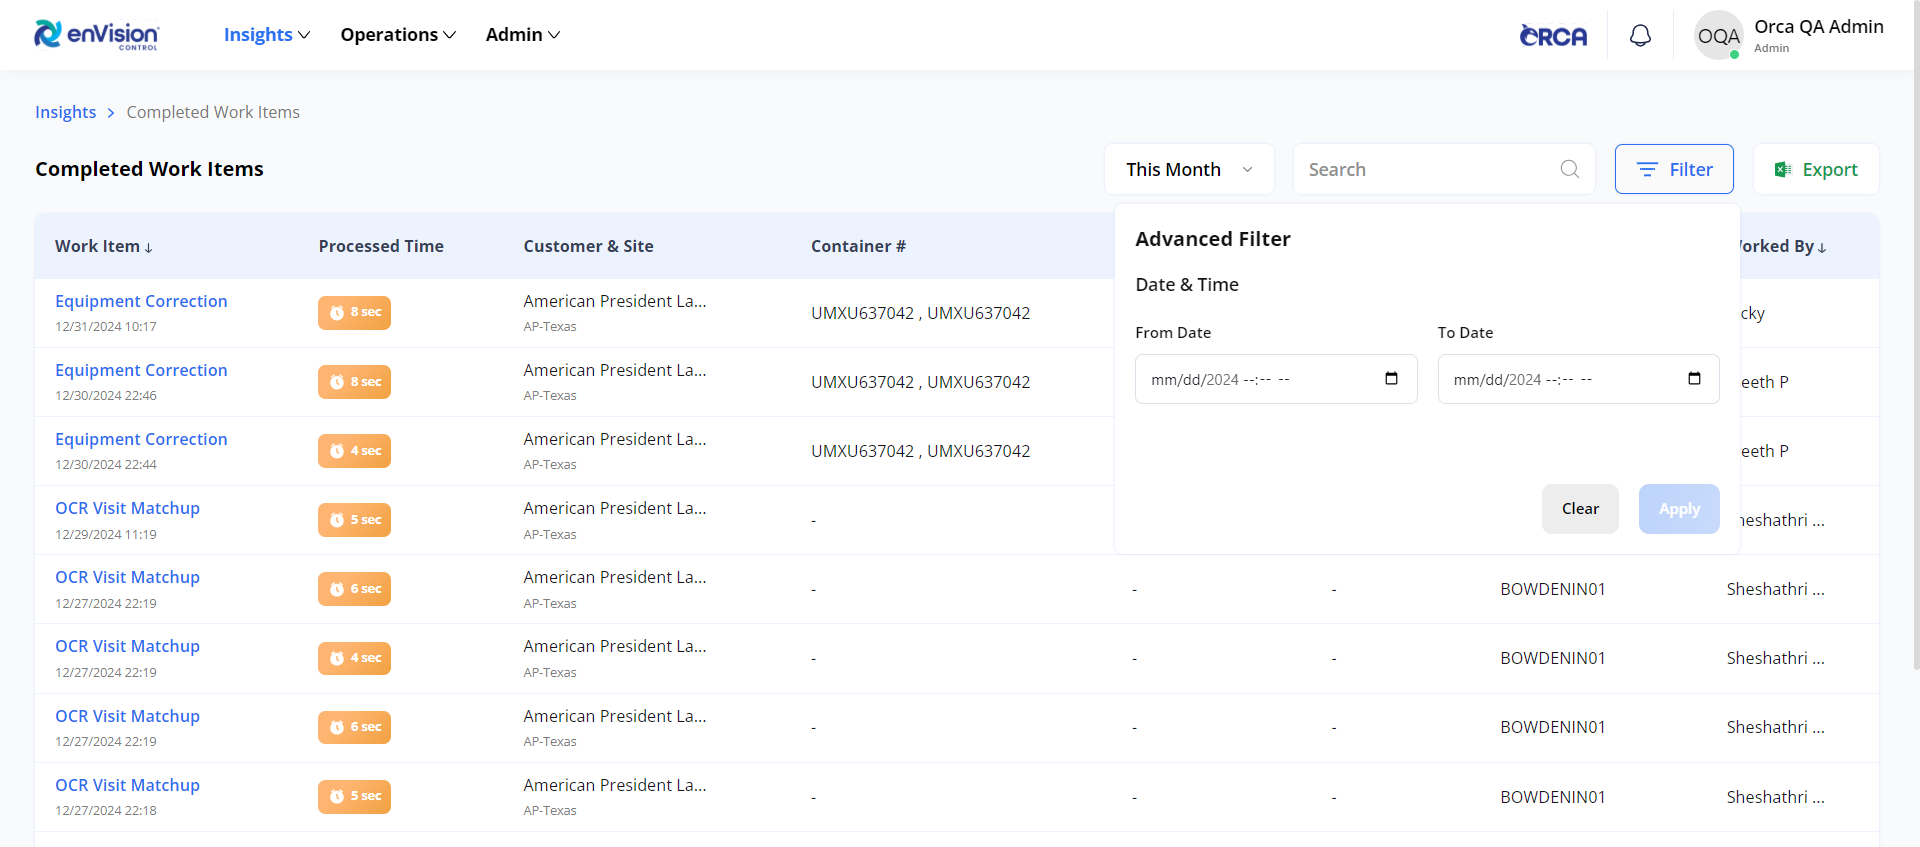 enVision
CONTROL
Insights
Operations
Admin
ORCA
OQA
Orca QA Admin
Admin
Insights > Completed Work Items
Completed Work Items
This Month
Search
Filter
Export
Work Item ↓ Processed Time Customer & Site Container # orked By ↓
Equipment Correction
12/31/2024 10:17
8 sec
American President La...
AP-Texas
UMXU637042 , UMXU637042
cky
Equipment Correction
12/30/2024 22:46
8 sec
American President La...
AP-Texas
UMXU637042 , UMXU637042
eeth P
Equipment Correction
12/30/2024 22:44
4 sec
American President La...
AP-Texas
UMXU637042 , UMXU637042
eeth P
OCR Visit Matchup
12/29/2024 11:19
5 sec
American President La...
AP-Texas
-
heshathri ...
OCR Visit Matchup
12/27/2024 22:19
6 sec
American President La...
AP-Texas
- - - BOWDENIN01 Sheshathri ...
OCR Visit Matchup
12/27/2024 22:19
4 sec
American President La...
AP-Texas
- - - BOWDENIN01 Sheshathri ...
OCR Visit Matchup
12/27/2024 22:19
6 sec
American President La...
AP-Texas
- - - BOWDENIN01 Sheshathri ...
OCR Visit Matchup
12/27/2024 22:18
5 sec
American President La...
AP-Texas
- - - BOWDENIN01 Sheshathri ...
Advanced Filter
Date & Time
From Date
mm/dd/2024 --:-- --
To Date
mm/dd/2024 --:-- --
Clear
Apply